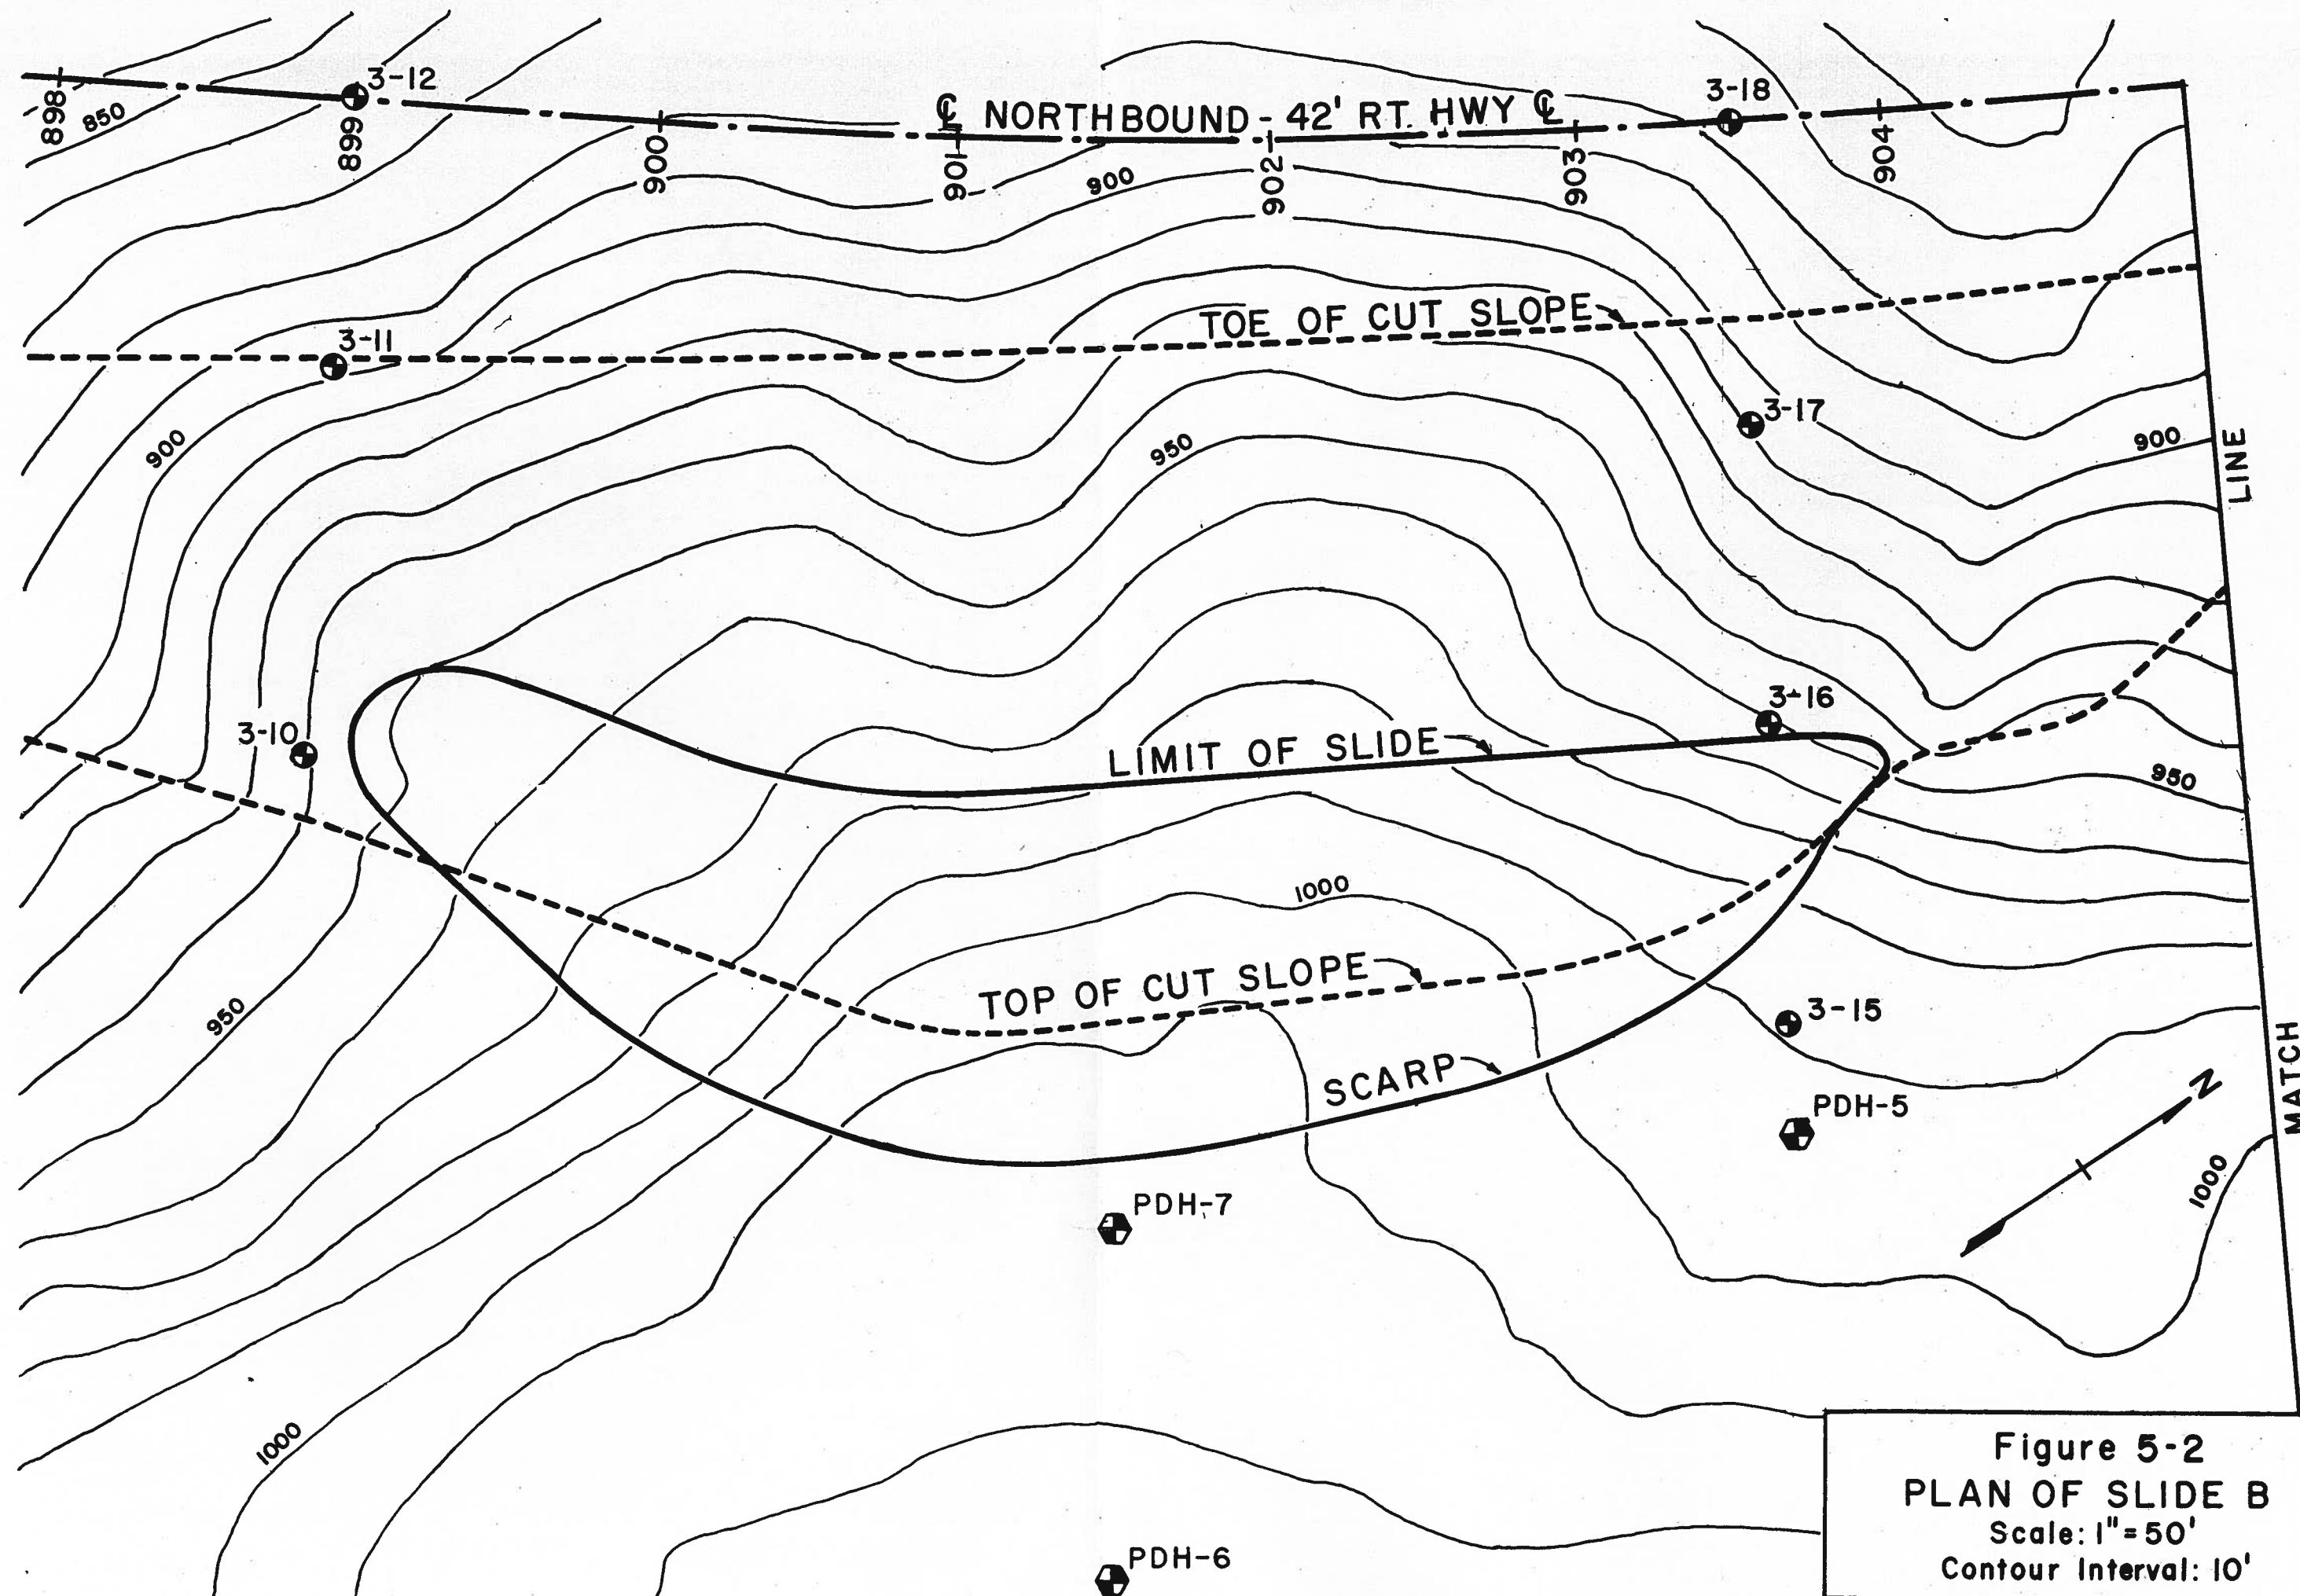 3-12
3-18
℄ NORTHBOUND - 42' RT. HWY ℄
898
850
899
900
901
900
902
903
904
TOE OF CUT SLOPE
3-11
3-17
900
900
LINE
950
3-10
3-16
LIMIT OF SLIDE
950
1000
TOP OF CUT SLOPE
950
3-15
SCARP
MATCH
N
PDH-5
1000
PDH-7
1000
PDH-6
Figure 5-2
PLAN OF SLIDE B
Scale: 1"=50'
Contour Interval: 10'